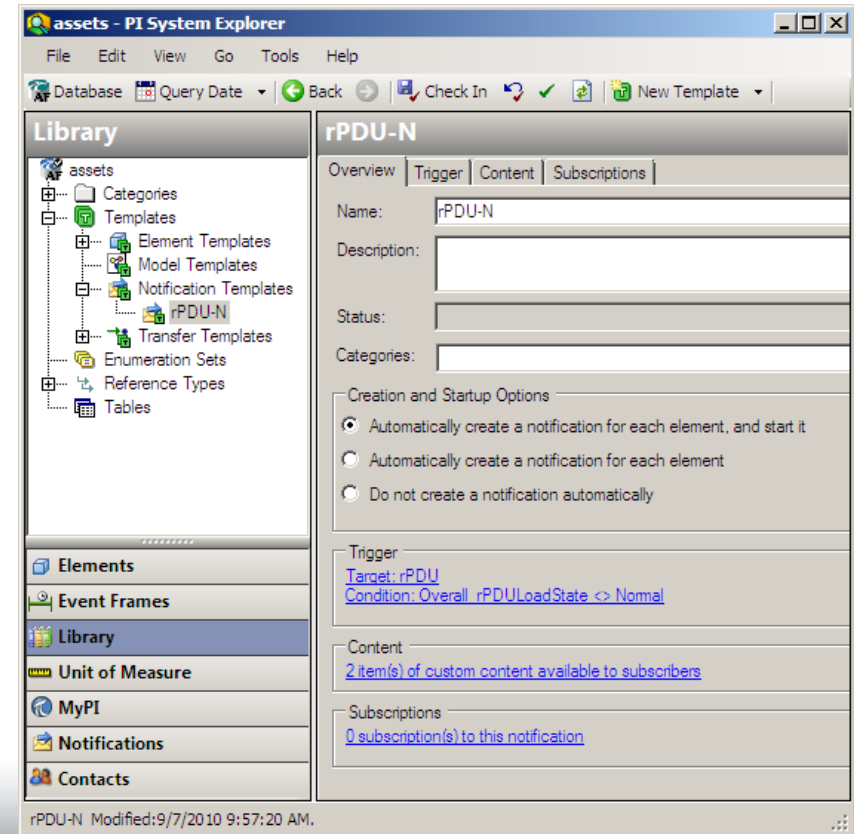 assets - PI System Explorer
File Edit View Go Tools Help
AF Database Query Date Back Check In New Template
Library
rPDU-N
AF assets
Categories
T Templates
Element Templates
Model Templates
Notification Templates
rPDU-N
Transfer Templates
Enumeration Sets
Reference Types
Tables
Overview Trigger Content Subscriptions
Name: rPDU-N
Description:
Status:
Categories:
Creation and Startup Options
Automatically create a notification for each element, and start it
Automatically create a notification for each element
Do not create a notification automatically
Trigger
Target: rPDU
Condition: Overall_rPDULoadState <> Normal
Content
2 item(s) of custom content available to subscribers
Subscriptions
0 subscription(s) to this notification
Elements
Event Frames
Library
Unit of Measure
MyPI
Notifications
Contacts
rPDU-N Modified:9/7/2010 9:57:20 AM.